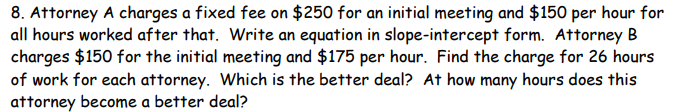 8. Attorney A charges a fixed fee on $250 for an initial meeting and $150 per hour for
all hours worked after that. Write an equation in slope-intercept form. Attorney B
charges $150 for the initial meeting and $175 per hour. Find the charge for 26 hours
of work for each attorney. Which is the better deal? At how many hours does this
attorney become a better deal?